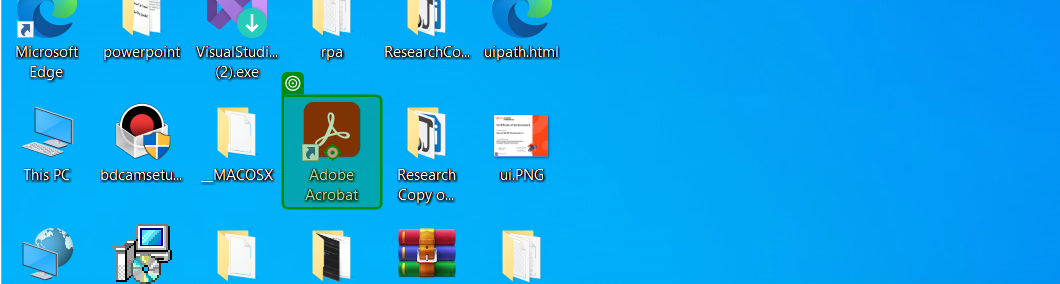 Microsoft
Edge
powerpoint
VisualStudi...
(2).exe
rpa
ResearchCo...
uipath.html
This PC
bdcamsetu...
__MACOSX
Adobe
Acrobat
Research
Copy o...
ui.PNG